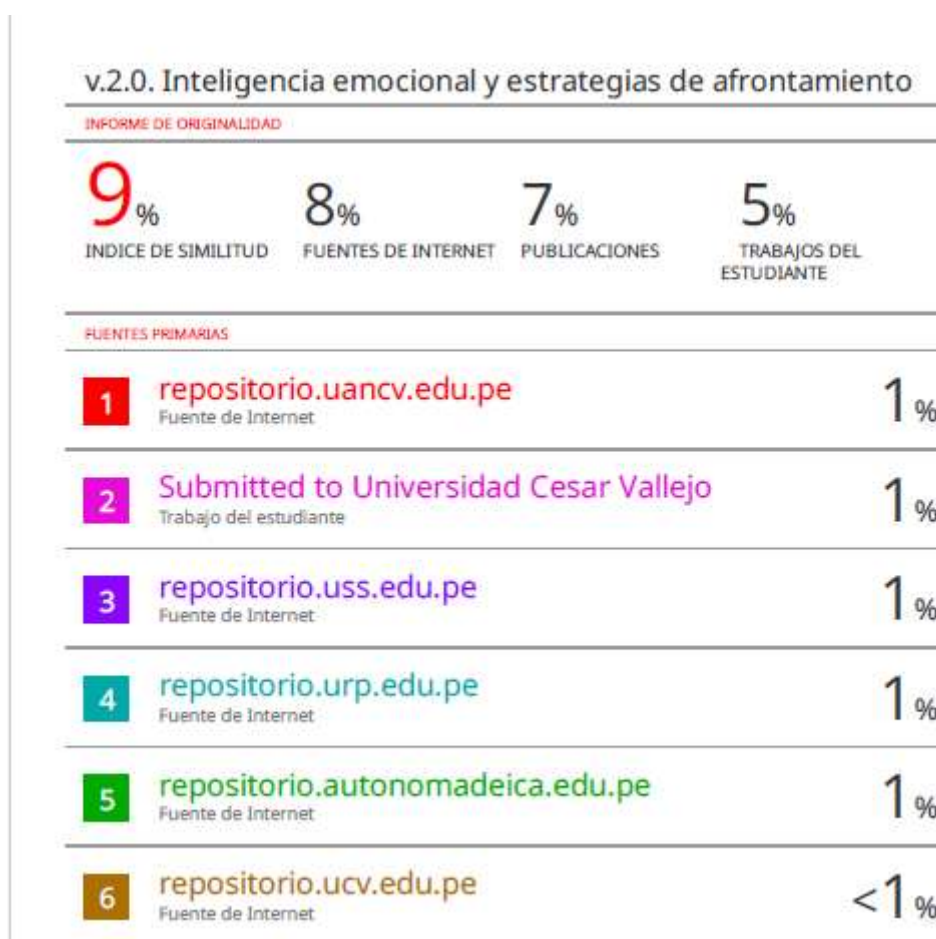 v.2.0. Inteligencia emocional y estrategias de afrontamiento
INFORME DE ORIGINALIDAD
9% 8% 7% 5%
INDICE DE SIMILITUD FUENTES DE INTERNET PUBLICACIONES TRABAJOS DEL
ESTUDIANTE
FUENTES PRIMARIAS
1 repositorio.uancv.edu.pe 1%
Fuente de Internet
2 Submitted to Universidad Cesar Vallejo 1%
Trabajo del estudiante
3 repositorio.uss.edu.pe 1%
Fuente de Internet
4 repositorio.urp.edu.pe 1%
Fuente de Internet
5 repositorio.autonomadeica.edu.pe 1%
Fuente de Internet
6 repositorio.ucv.edu.pe <1%
Fuente de Internet